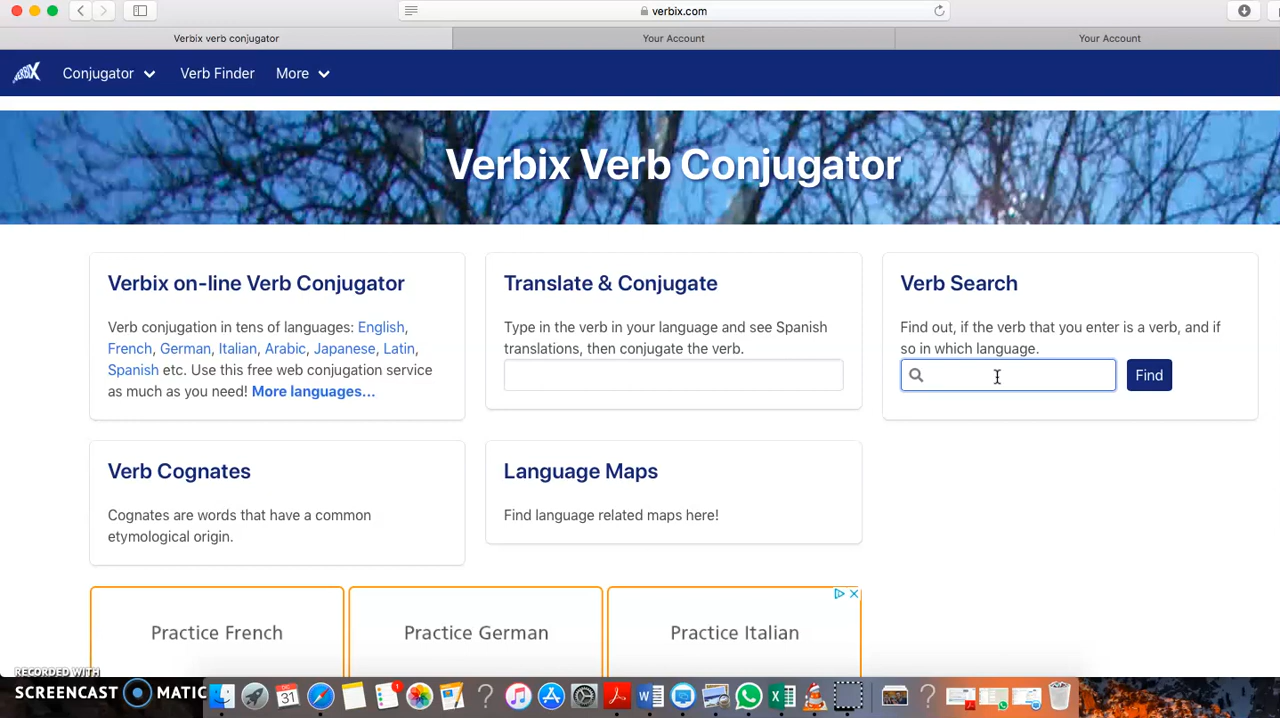 verbix.com
Verbix verb conjugator
Your Account
Your Account
VERBIX
Conjugator
Verb Finder
More
Verbix Verb Conjugator
Verbix on-line Verb Conjugator
Verb conjugation in tens of languages: English,
French, German, Italian, Arabic, Japanese, Latin,
Spanish etc. Use this free web conjugation service
as much as you need! More languages...
Translate & Conjugate
Type in the verb in your language and see Spanish
translations, then conjugate the verb.
Verb Search
Find out, if the verb that you enter is a verb, and if
so in which language.
Find
Verb Cognates
Cognates are words that have a common
etymological origin.
Language Maps
Find language related maps here!
Practice French
Practice German
Practice Italian
RECORDED WITH
SCREENCAST MATIC
DEC
31
1